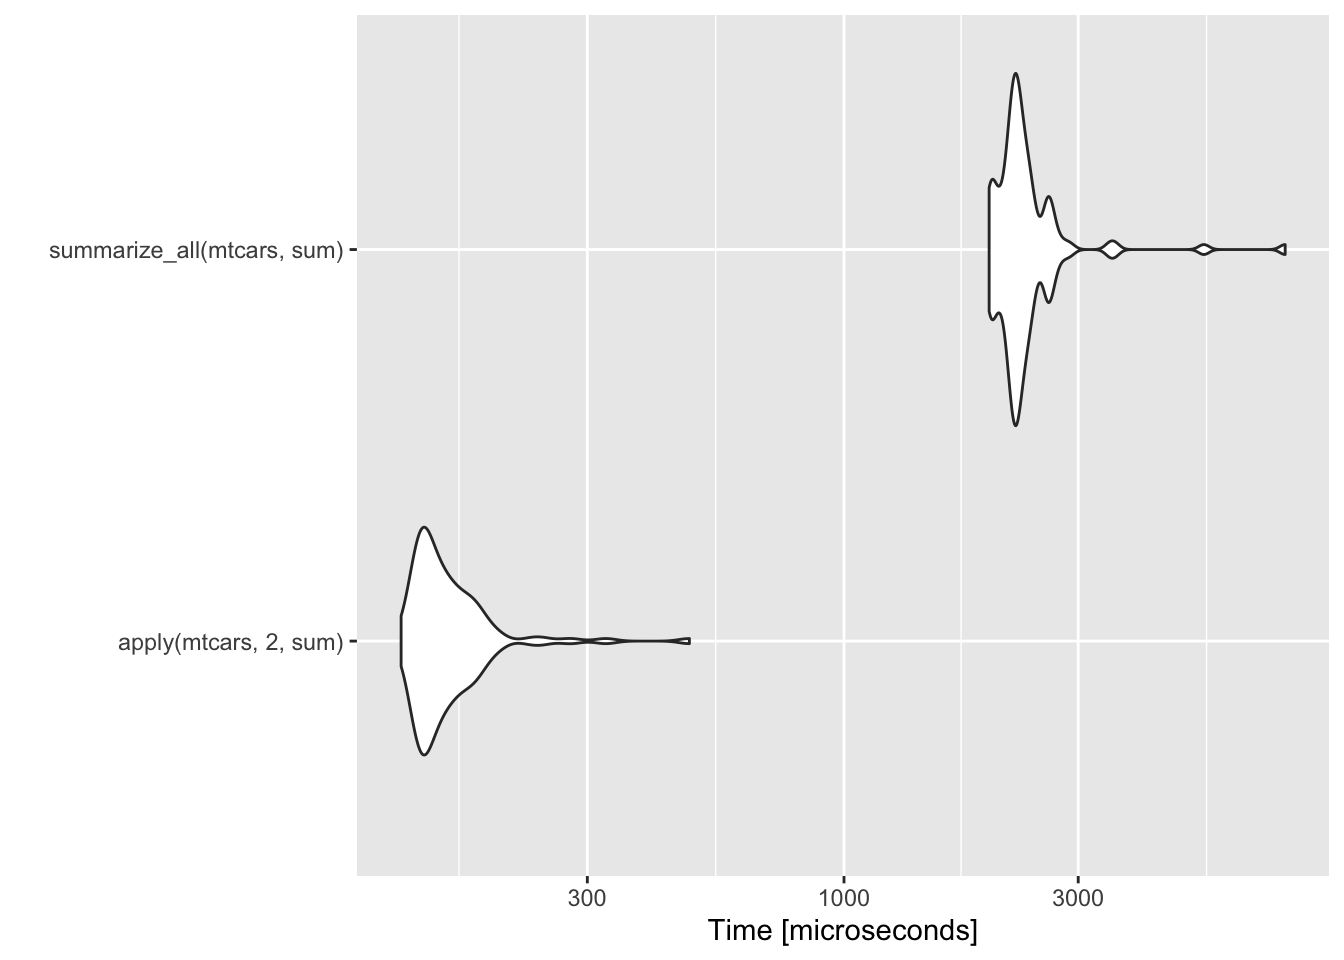 summarize_all(mtcars, sum)
apply(mtcars, 2, sum)
300 1000 3000
Time [microseconds]